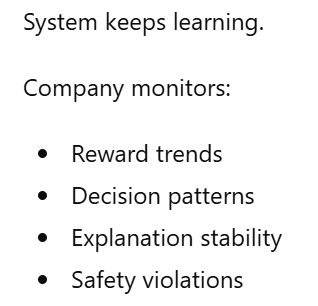 System keeps learning.
Company monitors:
• Reward trends
• Decision patterns
• Explanation stability
• Safety violations